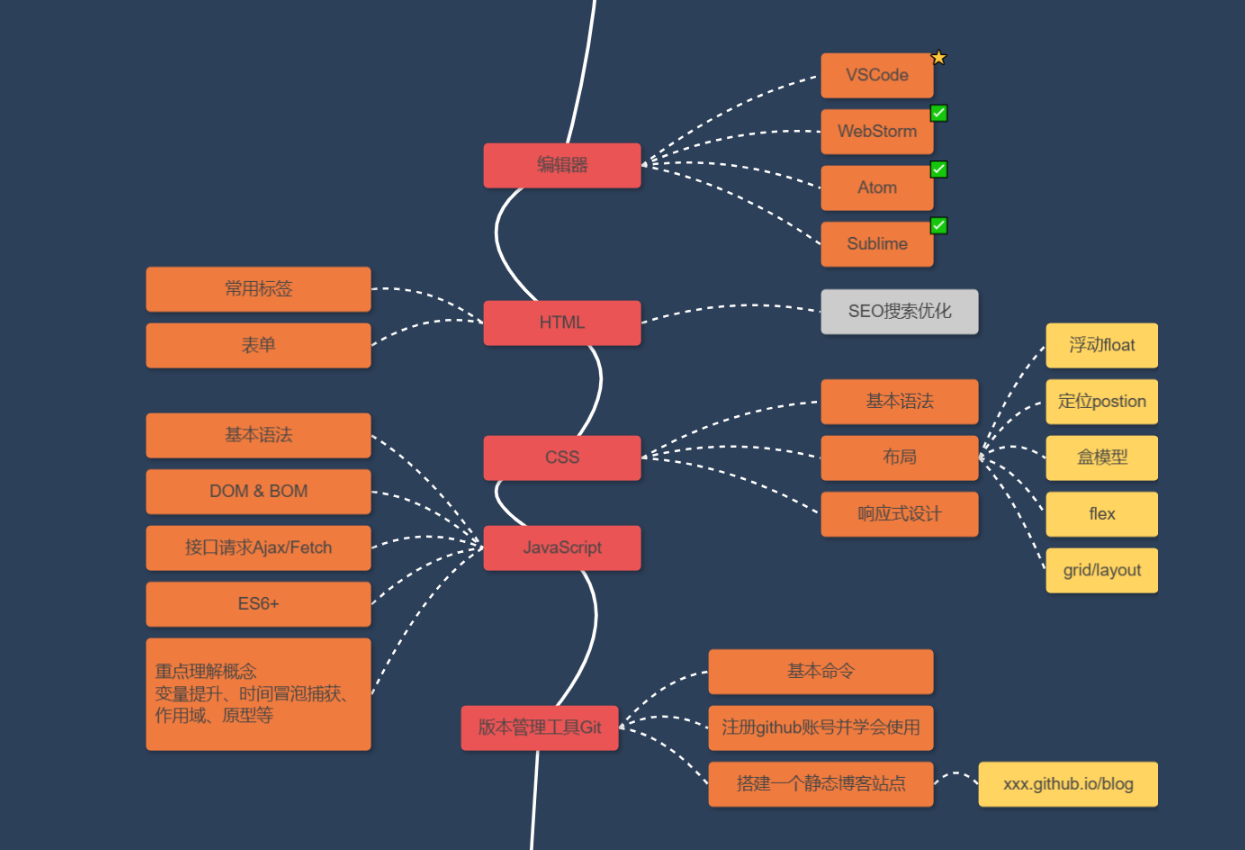 VSCode
WebStorm
编辑器
Atom
Sublime
常用标签
HTML
SEO搜索优化
表单
浮动float
基本语法
定位postion
基本语法
CSS
布局
盒模型
DOM & BOM
响应式设计
flex
接口请求Ajax/Fetch
JavaScript
grid/layout
ES6+
重点理解概念
变量提升、时间冒泡捕获、
作用域、原型等
基本命令
版本管理工具Git
注册github账号并学会使用
搭建一个静态博客站点
xxx.github.io/blog